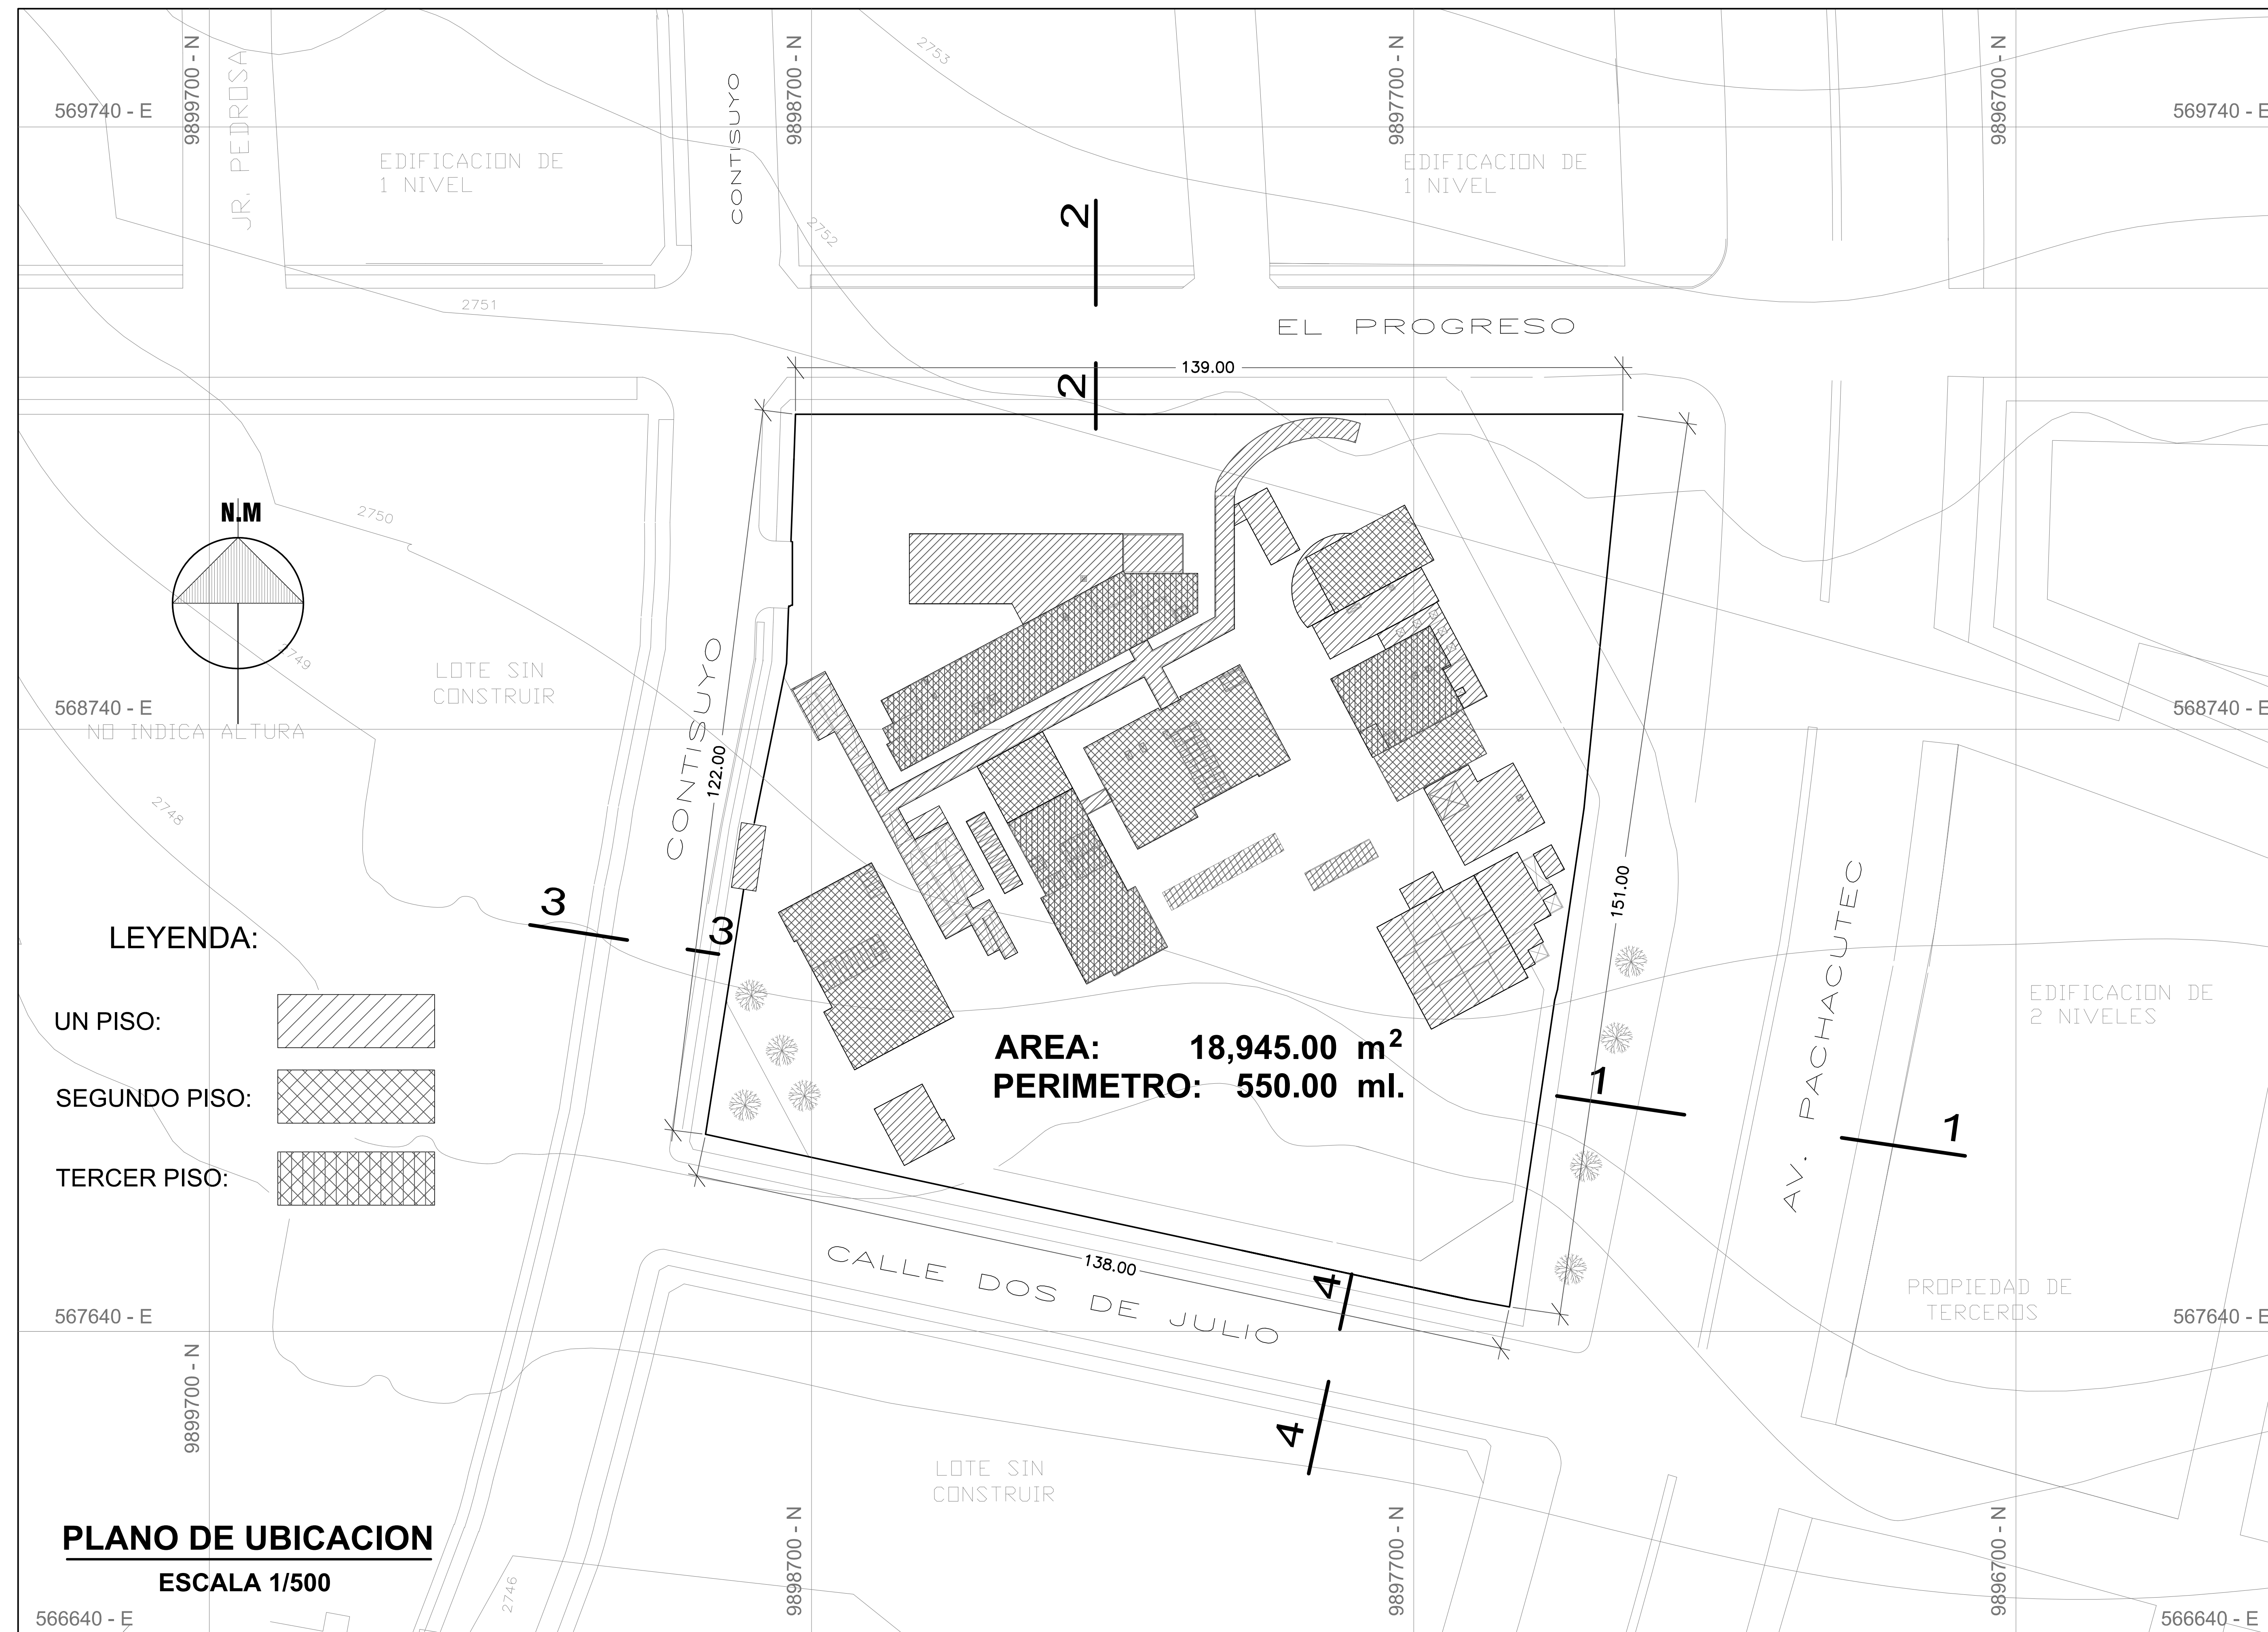 9899700 - N
9898700 - N
9897700 - N
9896700 - N
569740 - E
569740 - E
JR. PEDROSA
CONTISUYO
2753
EDIFICACION DE
1 NIVEL
EDIFICACION DE
1 NIVEL
2
2752
2751
EL PROGRESO
139.00
2
N.M
2750
2749
LOTE SIN
CONSTRUIR
568740 - E
568740 - E
NO INDICA ALTURA
CONTISUYO
122.00
2748
151.00
AV. PACHACUTEC
3
3
LEYENDA:
UN PISO:
SEGUNDO PISO:
TERCER PISO:
AREA: 18,945.00 m²
PERIMETRO: 550.00 ml.
EDIFICACION DE
2 NIVELES
1
1
CALLE DOS DE JULIO
138.00
4
4
PROPIEDAD DE
TERCEROS
567640 - E
567640 - E
9899700 - N
LOTE SIN
CONSTRUIR
PLANO DE UBICACION
ESCALA 1/500
2746
9898700 - N
9897700 - N
9896700 - N
566640 - E
566640 - E